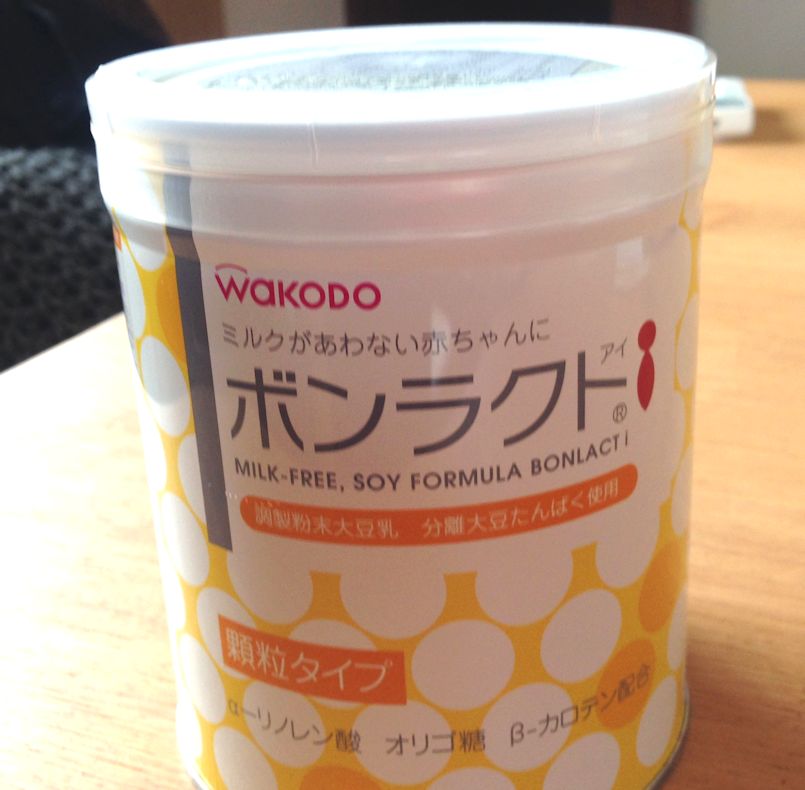 wakodo
ミルクがあわない赤ちゃんに
アイ
ボンラクト® i
MILK-FREE, SOY FORMULA BONLACT i
調製粉末大豆乳 分離大豆たんぱく使用
顆粒タイプ
α-リノレン酸 オリゴ糖 β-カロテン配合